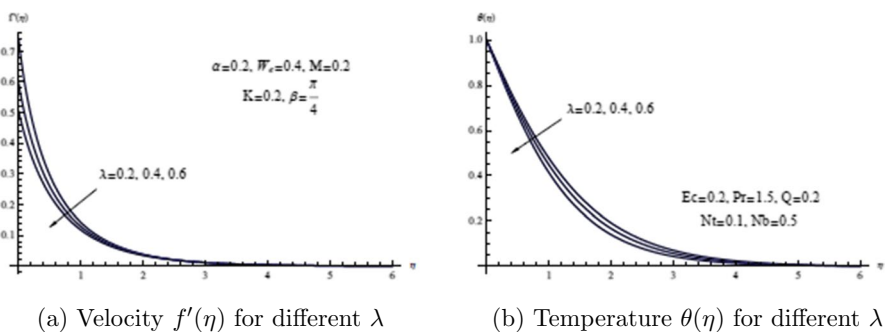 f'(η)
0.7
0.6
0.5
0.4
0.3
0.2
0.1
α=0.2, Wₑ=0.4, M=0.2
K=0.2, β=π/4
λ=0.2, 0.4, 0.6
1 2 3 4 5 6 η
(a) Velocity f′(η) for different λ
θ(η)
1.0
0.8
0.6
0.4
0.2
λ=0.2, 0.4, 0.6
Ec=0.2, Pr=1.5, Q=0.2
Nt=0.1, Nb=0.5
1 2 3 4 5 6 η
(b) Temperature θ(η) for different λ